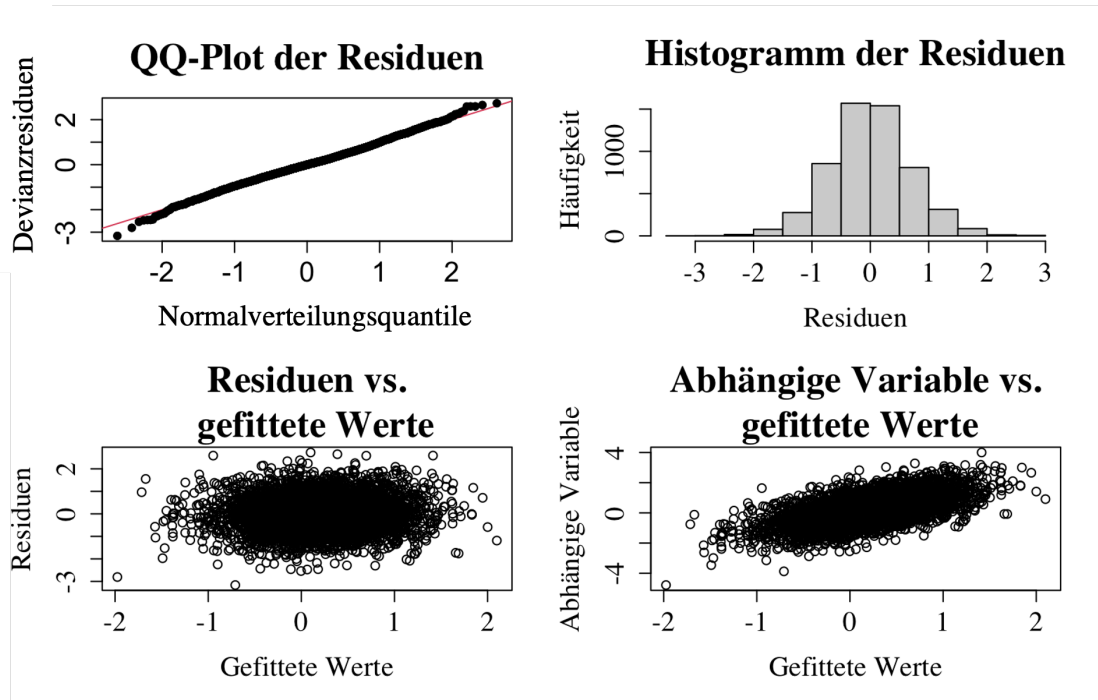 QQ-Plot der Residuen
Devianzresiduen
2
0
-3
-2 -1 0 1 2
Normalverteilungsquantile
Histogramm der Residuen
Häufigkeit
1000
0
-3 -2 -1 0 1 2 3
Residuen
Residuen vs.
gefittete Werte
Residuen
2
0
-3
-2 -1 0 1 2
Gefittete Werte
Abhängige Variable vs.
gefittete Werte
Abhängige Variable
4
0
-4
-2 -1 0 1 2
Gefittete Werte